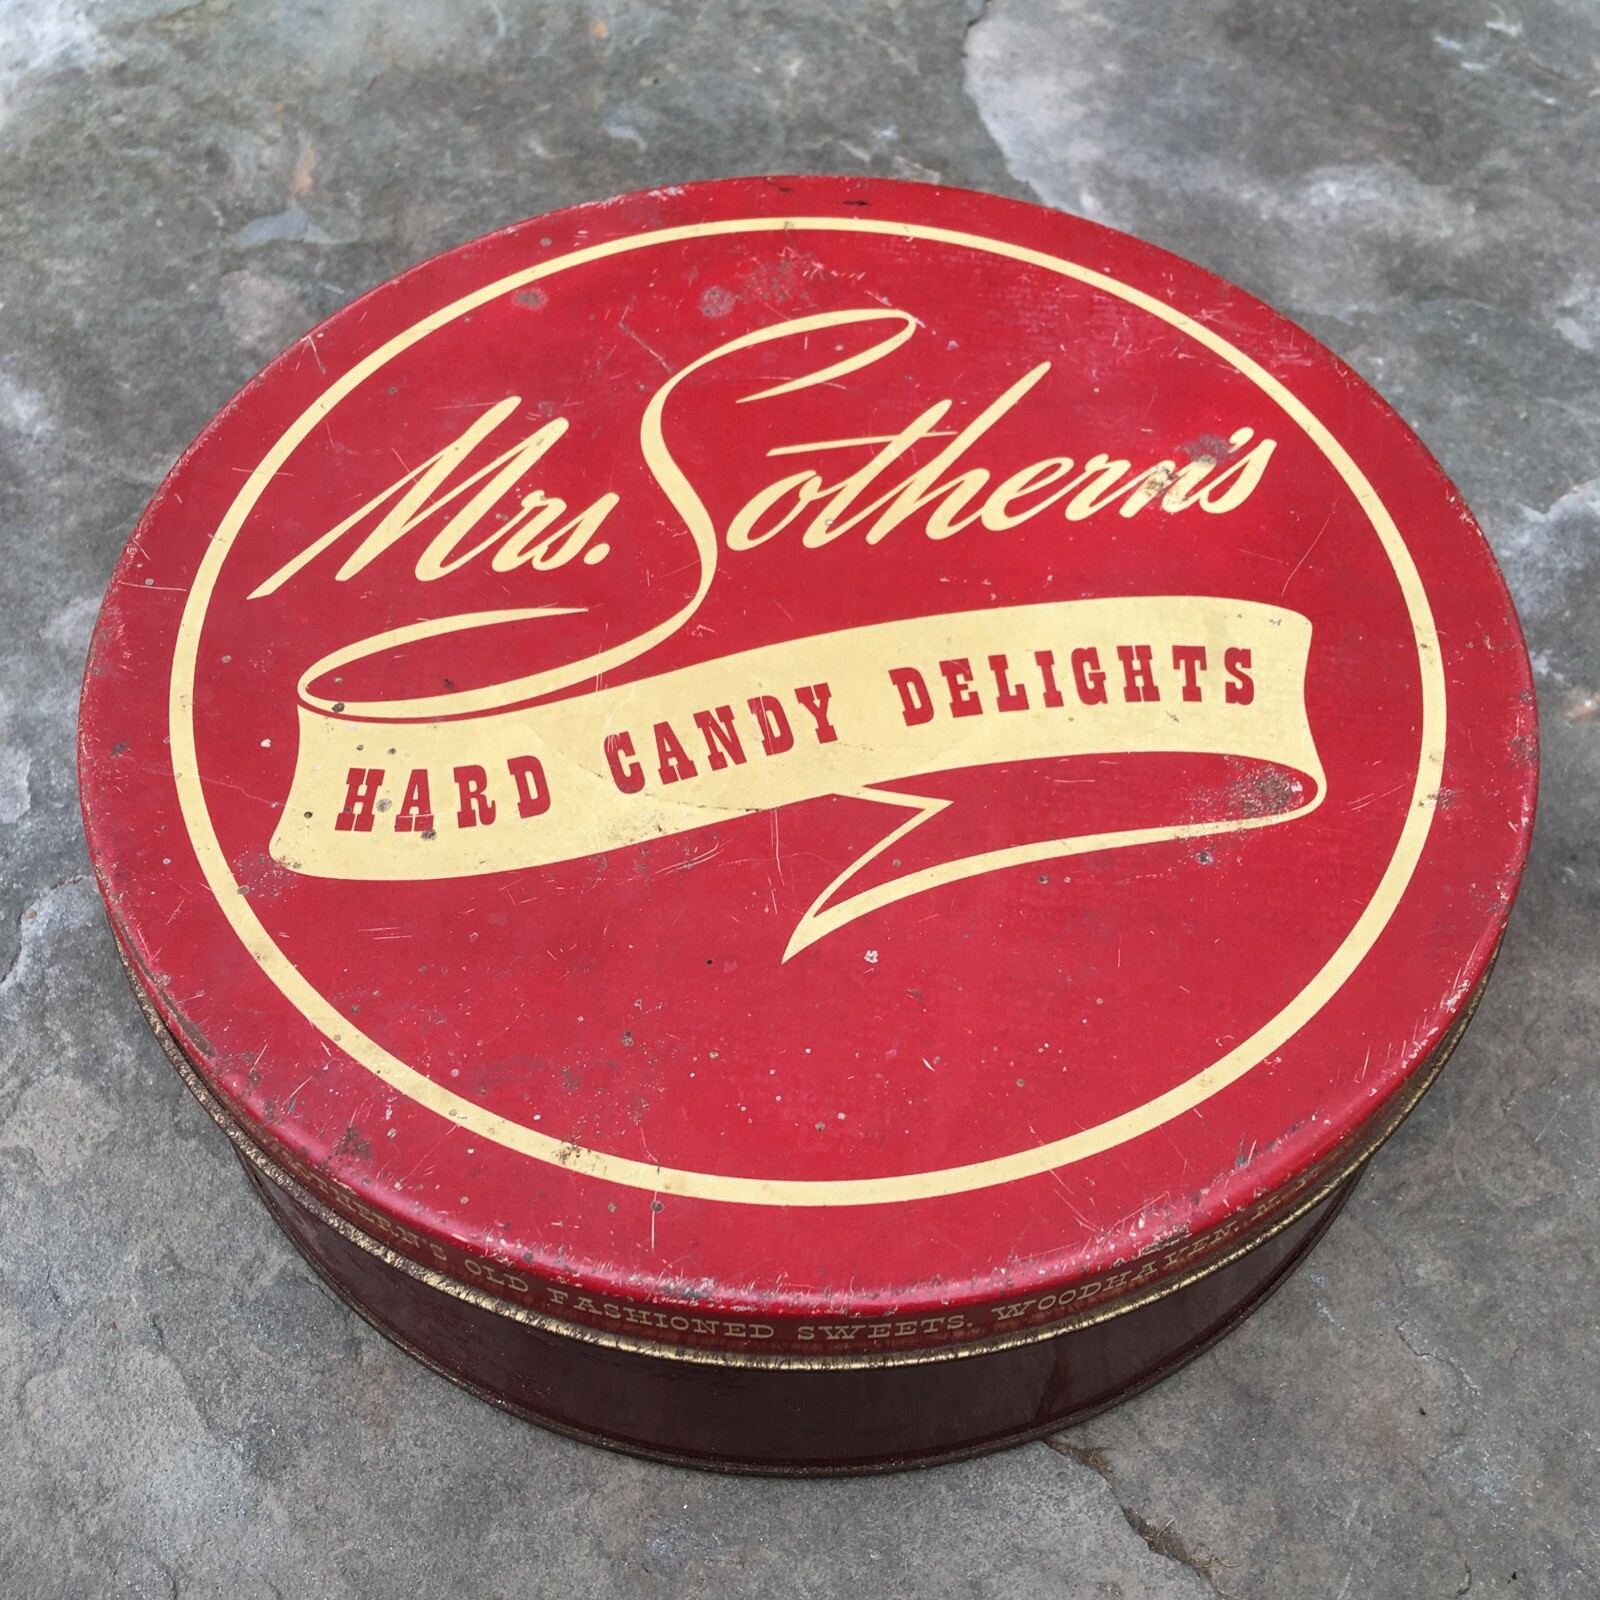 Mrs. Sothern's
HARD CANDY DELIGHTS
OLD FASHIONED SWEETS. WOODHAVEN,